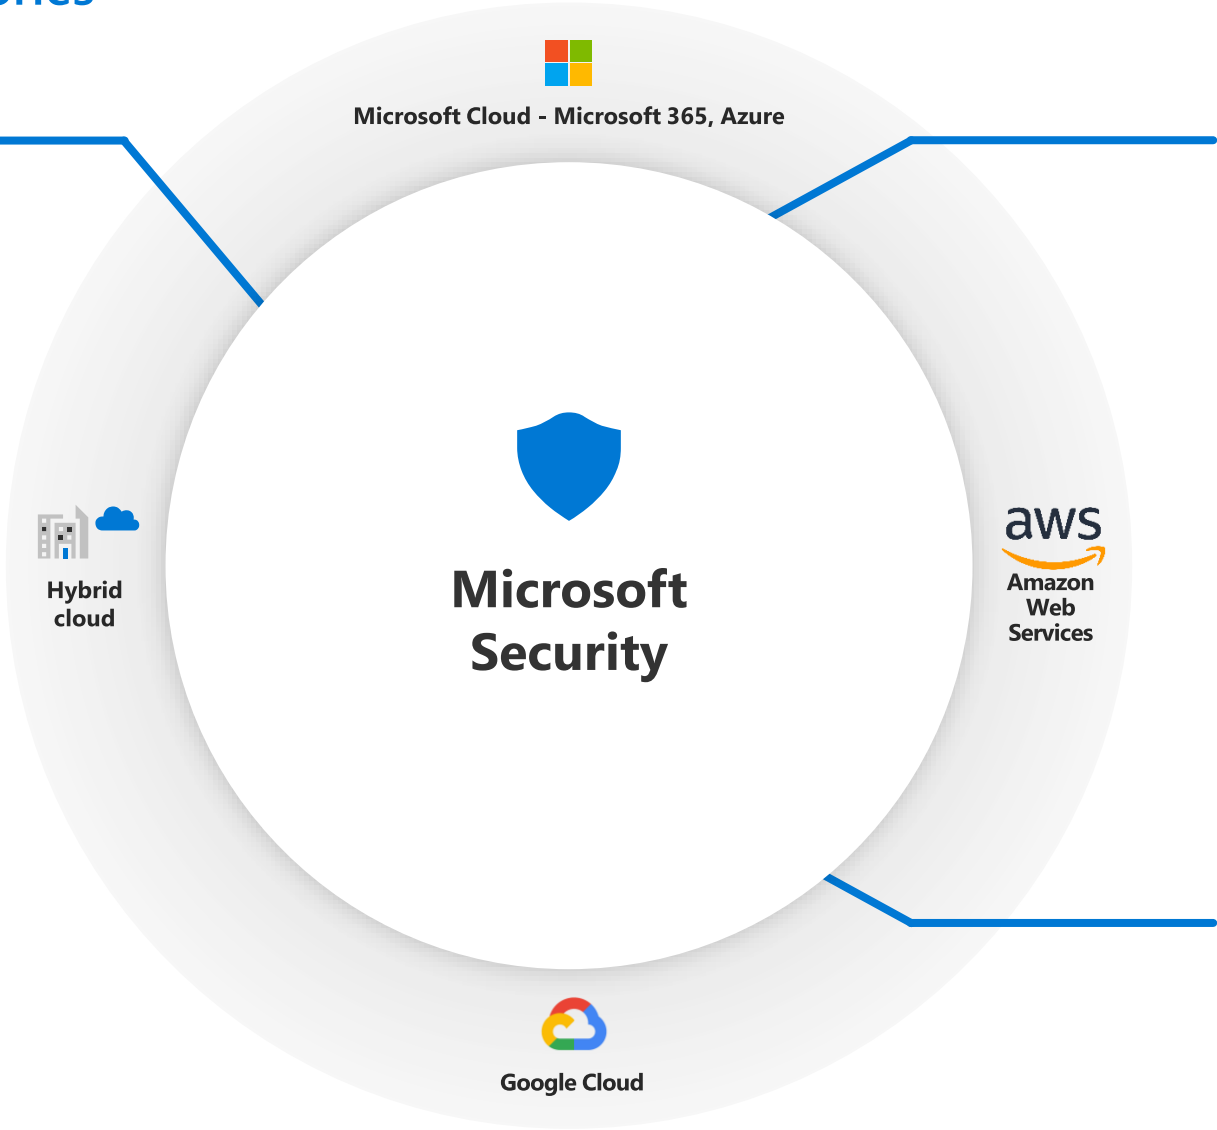 Microsoft Cloud - Microsoft 365, Azure
Microsoft
Security
Hybrid
cloud
aws
Amazon
Web
Services
Google Cloud